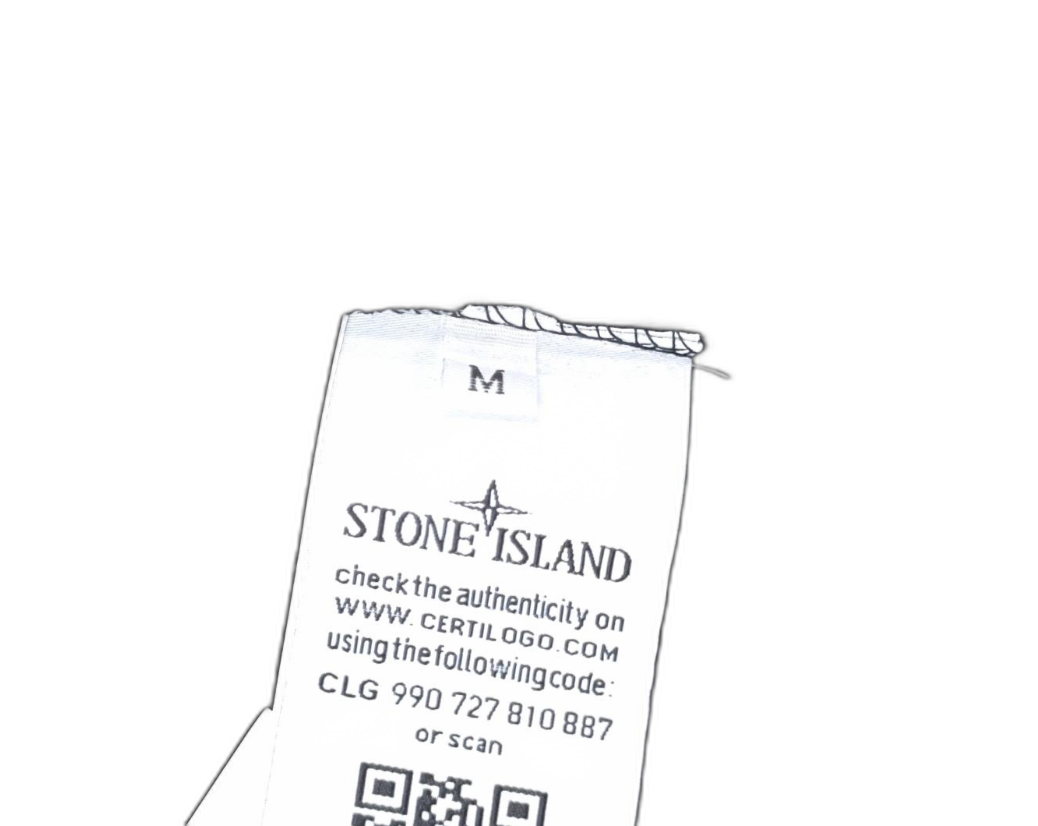 M
STONE ISLAND
check the authenticity on
WWW.CERTILOGO.COM
using the following code:
CLG 990 727 810 887
or scan